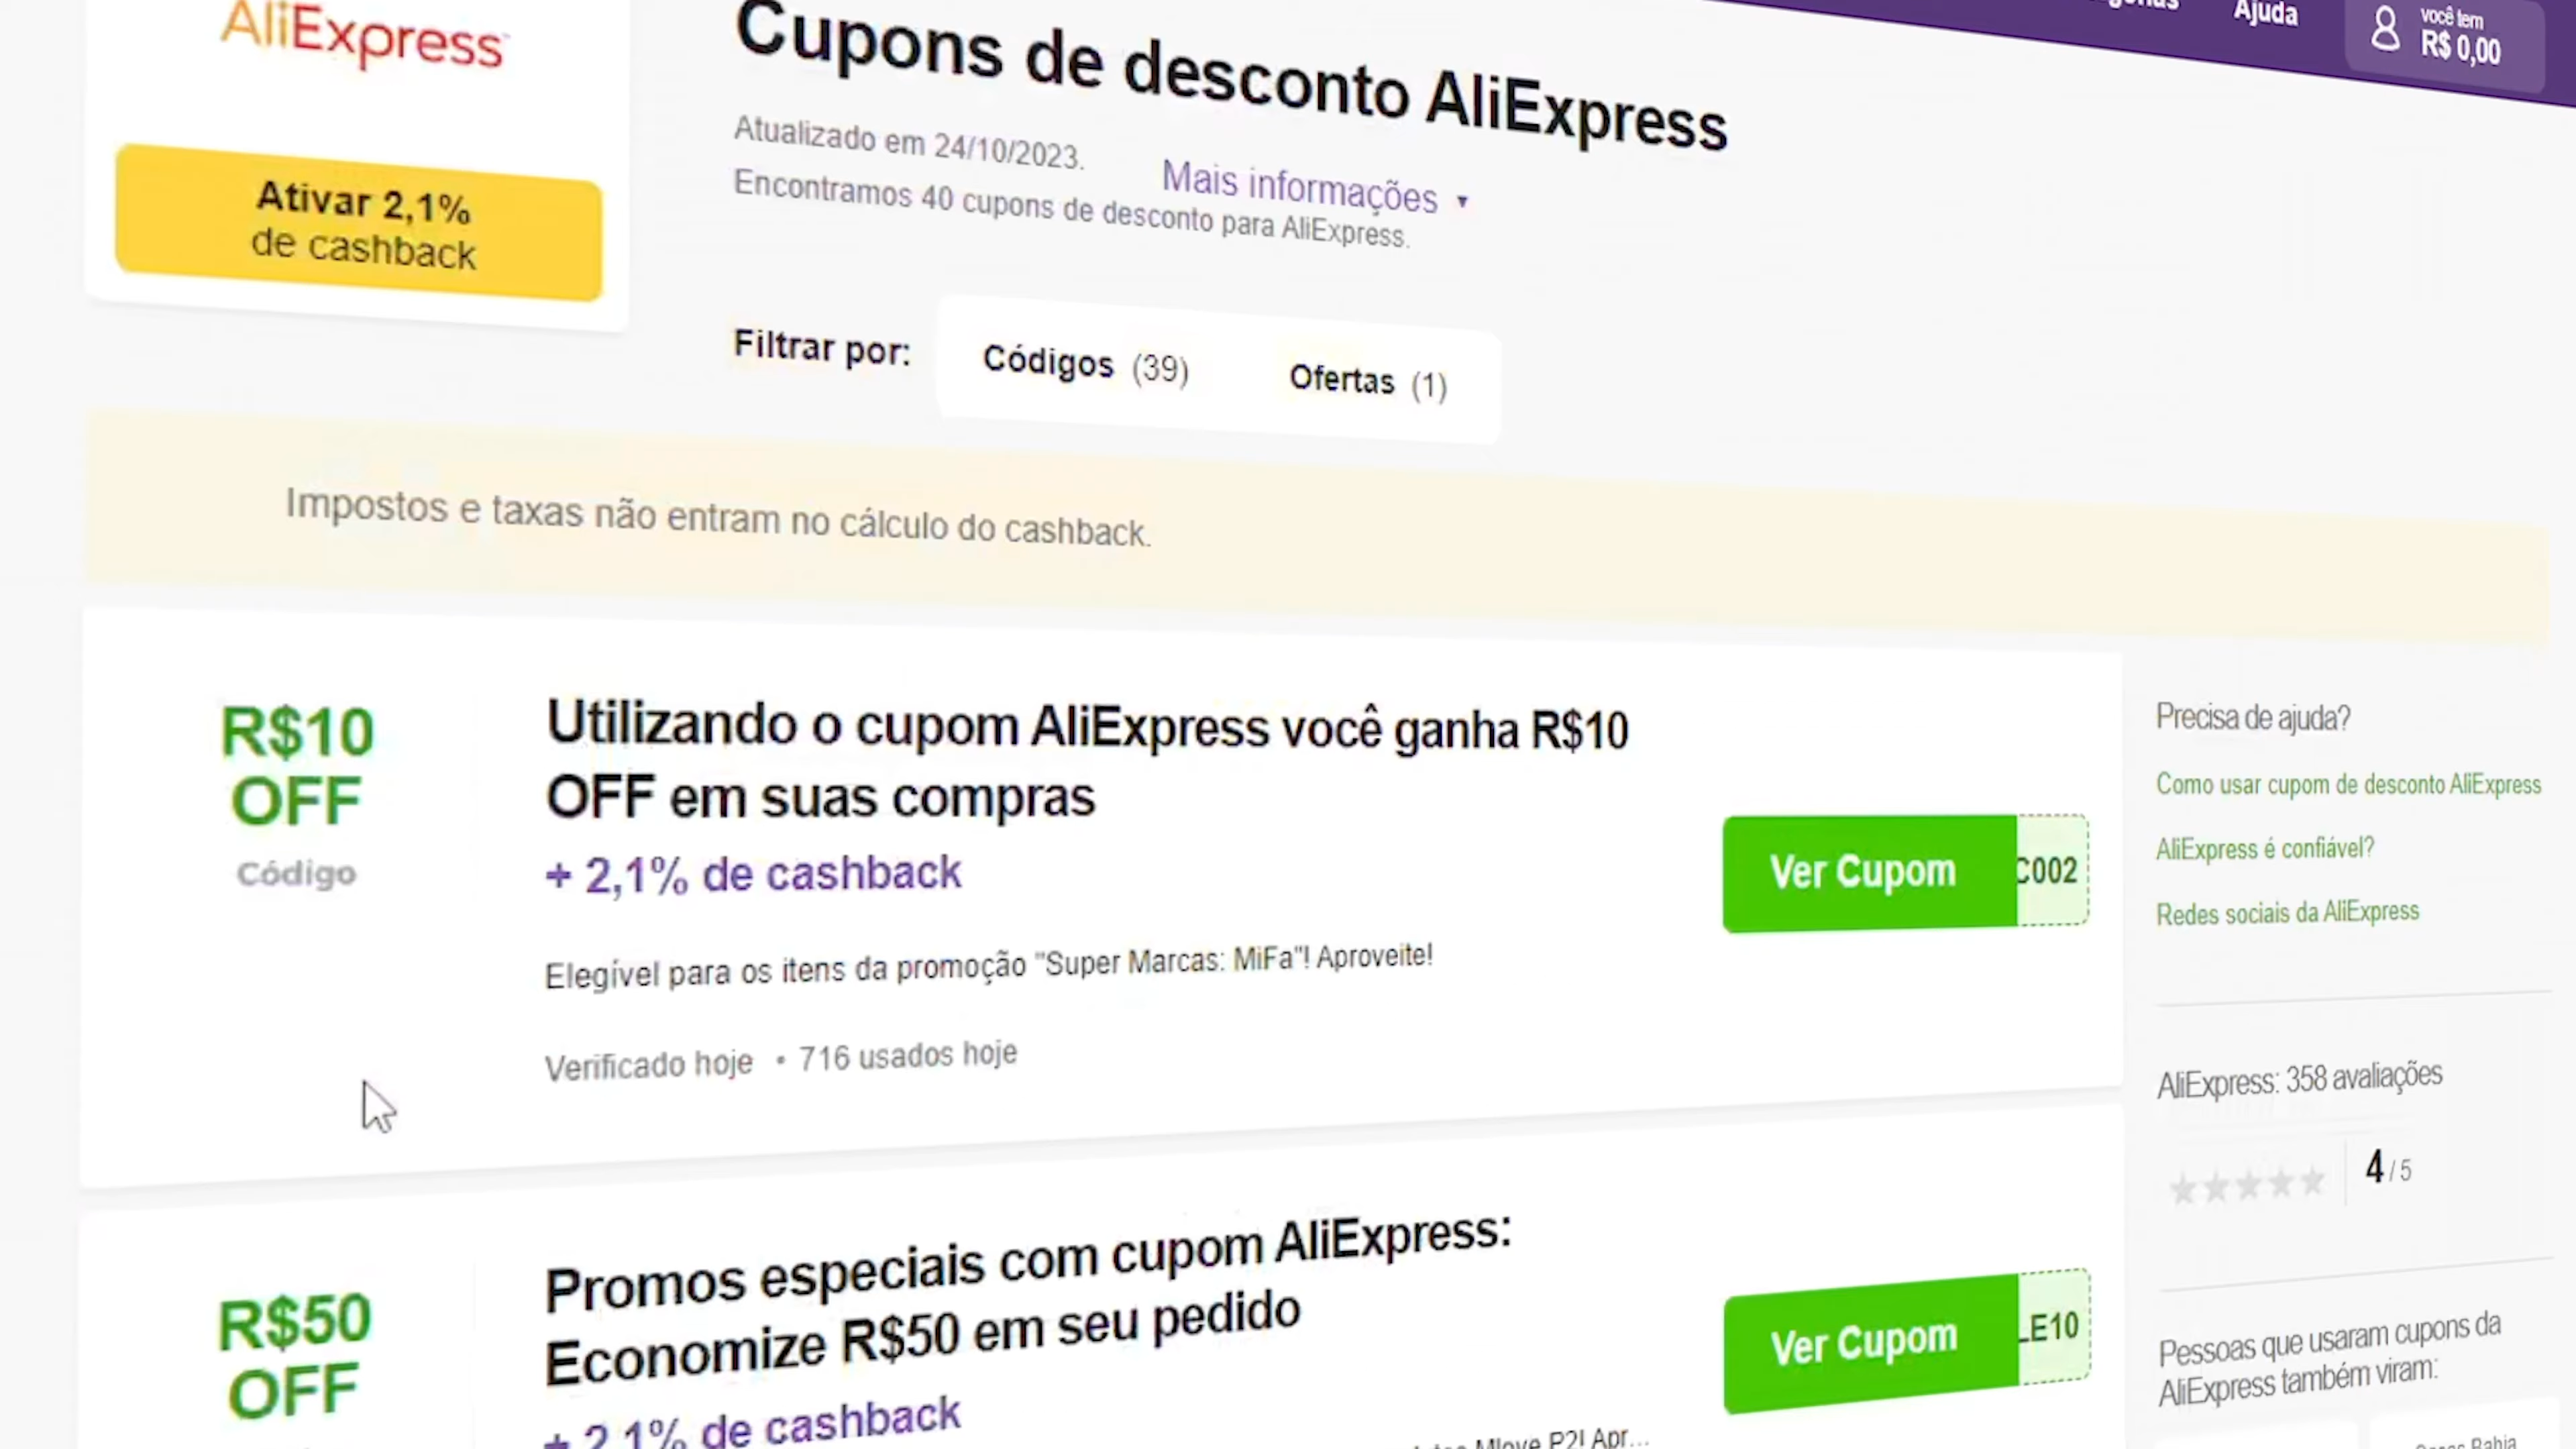 AliExpress
Ativar 2,1%
de cashback
Cupons de desconto AliExpress
Atualizado em 24/10/2023.
Mais informações
Encontramos 40 cupons de desconto para AliExpress.
Filtrar por:
Códigos (39)
Ofertas (1)
Ajuda
você tem
R$ 0,00
Impostos e taxas não entram no cálculo do cashback.
R$10
OFF
Código
Utilizando o cupom AliExpress você ganha R$10
OFF em suas compras
+ 2,1% de cashback
Elegível para os itens da promoção "Super Marcas: MiFa"! Aproveite!
Verificado hoje • 716 usados hoje
Ver Cupom
C002
R$50
OFF
Promos especiais com cupom AliExpress:
Economize R$50 em seu pedido
+ 2,1% de cashback
Mlove P2! Apr...
Ver Cupom
LE10
Precisa de ajuda?
Como usar cupom de desconto AliExpress
AliExpress é confiável?
Redes sociais da AliExpress
AliExpress: 358 avaliações
4 / 5
Pessoas que usaram cupons da
AliExpress também viram:
Bahia